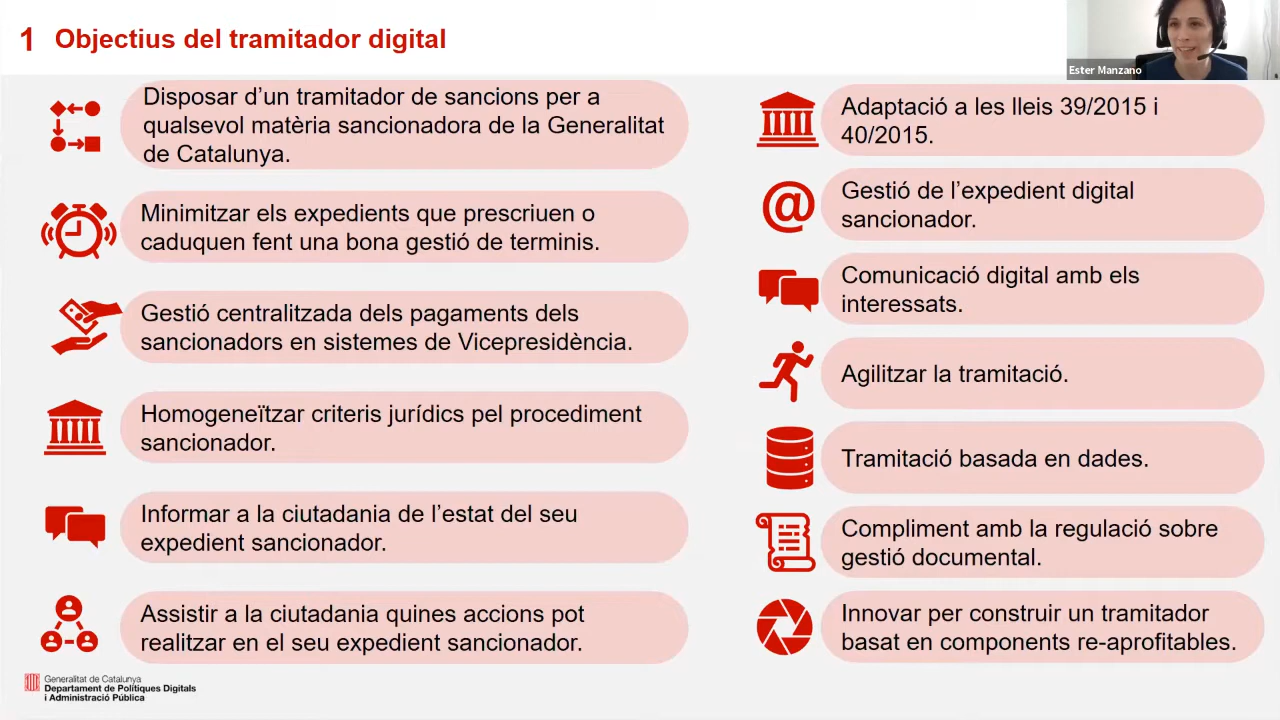 1 Objectius del tramitador digital
Ester Manzano
Disposar d’un tramitador de sancions per a
qualsevol matèria sancionadora de la Generalitat
de Catalunya.
Minimitzar els expedients que prescriuen o
caduquen fent una bona gestió de terminis.
Gestió centralitzada dels pagaments dels
sancionadors en sistemes de Vicepresidència.
Homogeneïtzar criteris jurídics pel procediment
sancionador.
Informar a la ciutadania de l’estat del seu
expedient sancionador.
Assistir a la ciutadania quines accions pot
realitzar en el seu expedient sancionador.
Adaptació a les lleis 39/2015 i
40/2015.
@
Gestió de l’expedient digital
sancionador.
Comunicació digital amb els
interessats.
Agilitzar la tramitació.
Tramitació basada en dades.
Compliment amb la regulació sobre
gestió documental.
Innovar per construir un tramitador
basat en components re-aprofitables.
Generalitat de Catalunya
Departament de Polítiques Digitals
i Administració Pública